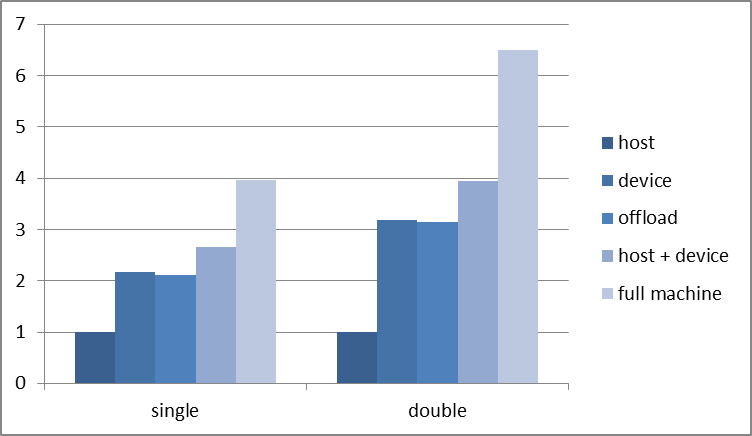 7
6
5
4
3
2
1
0
single
double
host
device
offload
host + device
full machine